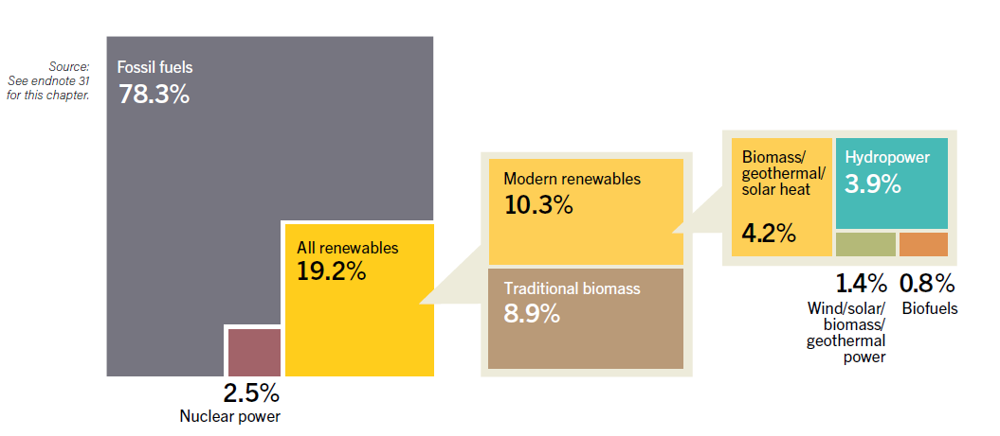 Source:
See endnote 31
for this chapter.
Fossil fuels
78.3%
All renewables
19.2%
2.5%
Nuclear power
Modern renewables
10.3%
Traditional biomass
8.9%
Biomass/
geothermal/
solar heat
4.2%
Hydropower
3.9%
1.4%
Wind/solar/
biomass/
geothermal
power
0.8%
Biofuels